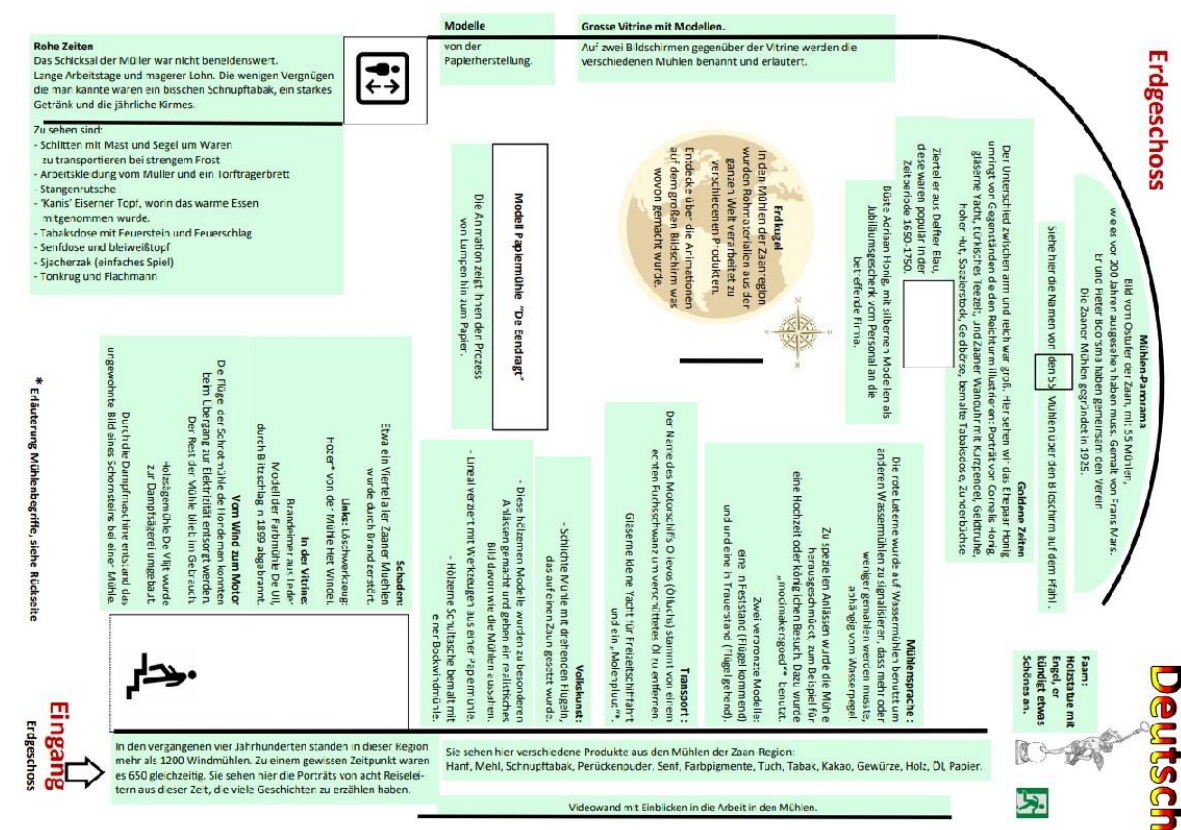 Deutsch
Erdgeschoss
Modelle
von der
Papierherstellung.
Grosse Vitrine mit Modellen.
Auf zwei Bildschirmen gegenüber der Vitrine werden die
verschiedenen Mühlen benannt und erläutert.
Rohe Zeiten
Das Schicksal der Müller war nicht beneidenswert.
Lange Arbeitstage und magerer Lohn. Die wenigen Vergnügen
die man kannte waren ein bisschen Schnupftabak, ein starkes
Getränk und die jährliche Kirmes.
Zu sehen sind:
- Schlitten mit Mast und Segel um Waren
zu transportieren bei strengem Frost
- Arbeitskleidung vom Müller und ein Torfträgerbrett
- Stangenrutsche
- 'Kanis' Eiserner Topf, worin das warme Essen
mitgenommen wurde.
- Tabaksdose mit Feuerstein und Feuerschlag
- Senfdose und bleiweißtopf
- Sjacherzak (einfaches Spiel)
- Tonkrug und Flachmann
Mühlen-Panorama
Bild vom Ostufer der Zaan, mit 55 Mühlen,
wie es vor 200 Jahren ausgesehen haben muss. Gemalt von Frans Mars.
Er und Pieter Boorsma haben gemeinsam den Verein
Die Zaaner Mühlen gegründet in 1925.
Siehe hier die Namen von den 55 Mühlen über den Bildschirm auf dem Pfahl.
Goldene Zeiten
Der Unterschied zwischen arm und reich war groß. Hier sehen wir das Ehepaar Honig
umringt von Gegenständen die den Reichtum illustrieren: Porträt von Cornelis Honig,
gläserne Yacht, türkisches Teezelt, und Zaaner Wanduhr mit Kurzpendel, Geldtruhe,
hoher Hut, Spazierstock, Geldbörse, bemalte Tabaksdose, Zunderbüchse
Zierteller aus Delfter Blau,
diese waren populär in der
Zeitperiode 1650-1750.
Büste Adriaan Honig, mit silbernen Modellen als
Jubiläumsgeschenk vom Personal an die
betreffende Firma.
Erdkugel
In den Mühlen der Zaanregion
wurden Rohmaterialien aus der
ganzen Welt verarbeitet zu
verschiedenen Produkten.
Entdecke über die Animationen
auf dem großen Bildschirm was
wovon gemacht wurde.
N
Modell Papiermühle "De Eendragt"
Die Animation zeigt Ihnen den Prozess
von Lumpen hin zum Papier.
Faam:
Holzstatue mit
Engel, er
kündigt etwas
Schönes an.
Mühlensprache :
Die rote Laterne wurde auf Wassermühlen benutzt um
anderen Wassermühlen zu signalisieren, dass mehr oder
weniger gemahlen werden musste,
abhängig vom Wasserpegel.
Zu speziellen Anlässen wurde die Mühle
herausgeschmückt, zum Beispiel für
eine Hochzeit oder königlichen Besuch. Dazu wurde
„mooimakersgoed"* benutzt.
Zwei verbronzte Modelle:
eine in Feststand (Flügel kommend)
und und eine in Trauerstand (Flügel gehend).
Transport :
Der Name des Motorschiffs Olievos (Ölfuchs) stammt von einem
echten Fuchsschwanz um verschüttetes Öl zu entfernen.
Gläserne kleine Yacht für Freizeitschifffahrt
und ein „Molenpluut"*.
Volkskunst:
- Schlichte Mühle mit drehenden Flügeln,
das auf einen Zaun gesetzt wurde.
- Diese hölzernen Modelle wurden zu besonderen
Anlässen gemacht und geben ein realistisches
Bild davon wie die Mühlen aussahen.
- Lineal verziert mit Werkzeugen aus einer Papiermühle.
- Hölzerne Schultasche bemalt mit
einer Bockwindmühle.
Schaden:
Etwa ein Viertel aller Zaaner Muehlen
wurde durch Brand zerstört.
Links: Löschwerkzeug:
Hozer* von der Mühle Het Windei.
In der Vitrine:
Brandeimer aus Leder
Modell der Farbmühle De Uil,
durch Blitzschlag in 1899 abgebrannt.
Vom Wind zum Motor
Die Flüge der Schrotmühle de Hondeman konnten
beim Übergang zur Elektrizität entsorgt werden.
Der Rest der Mühle blieb im Gebrauch.
Holzsägemühle De Vlijt wurde
zur Dampfsägerei umgebaut.
Durch die Dampfmaschine entstand das
ungewohnte Bild eines Schornsteins bei einer Mühle.
* Erläuterung Mühlenbegriffe, siehe Rückseite
Eingang
Erdgeschoss
In den vergangenen vier Jahrhunderten standen in dieser Region
mehr als 1200 Windmühlen. Zu einem gewissen Zeitpunkt waren
es 650 gleichzeitig. Sie sehen hier die Porträts von acht Reiselei-
tern aus dieser Zeit, die viele Geschichten zu erzählen haben.
Sie sehen hier verschiedene Produkte aus den Mühlen der Zaan-Region:
Hanf, Mehl, Schnupftabak, Perückenpuder, Senf, Farbpigmente, Tuch, Tabak, Kakao, Gewürze, Holz, Öl, Papier.
Videowand mit Einblicken in die Arbeit in den Mühlen.